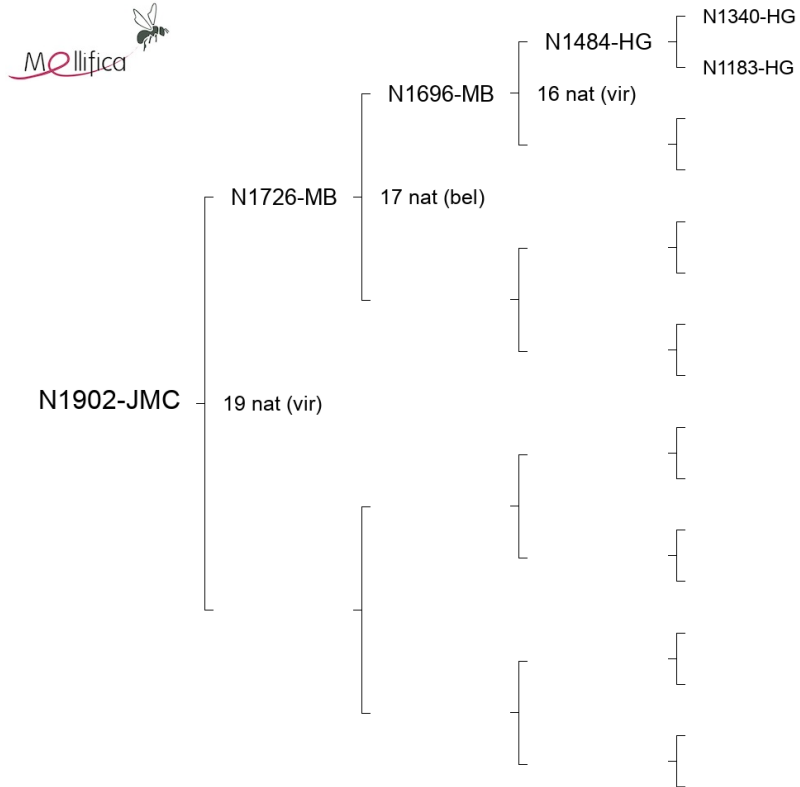 Mellifica
N1340-HG
N1484-HG
N1183-HG
N1696-MB
16 nat (vir)
N1726-MB
17 nat (bel)
N1902-JMC
19 nat (vir)